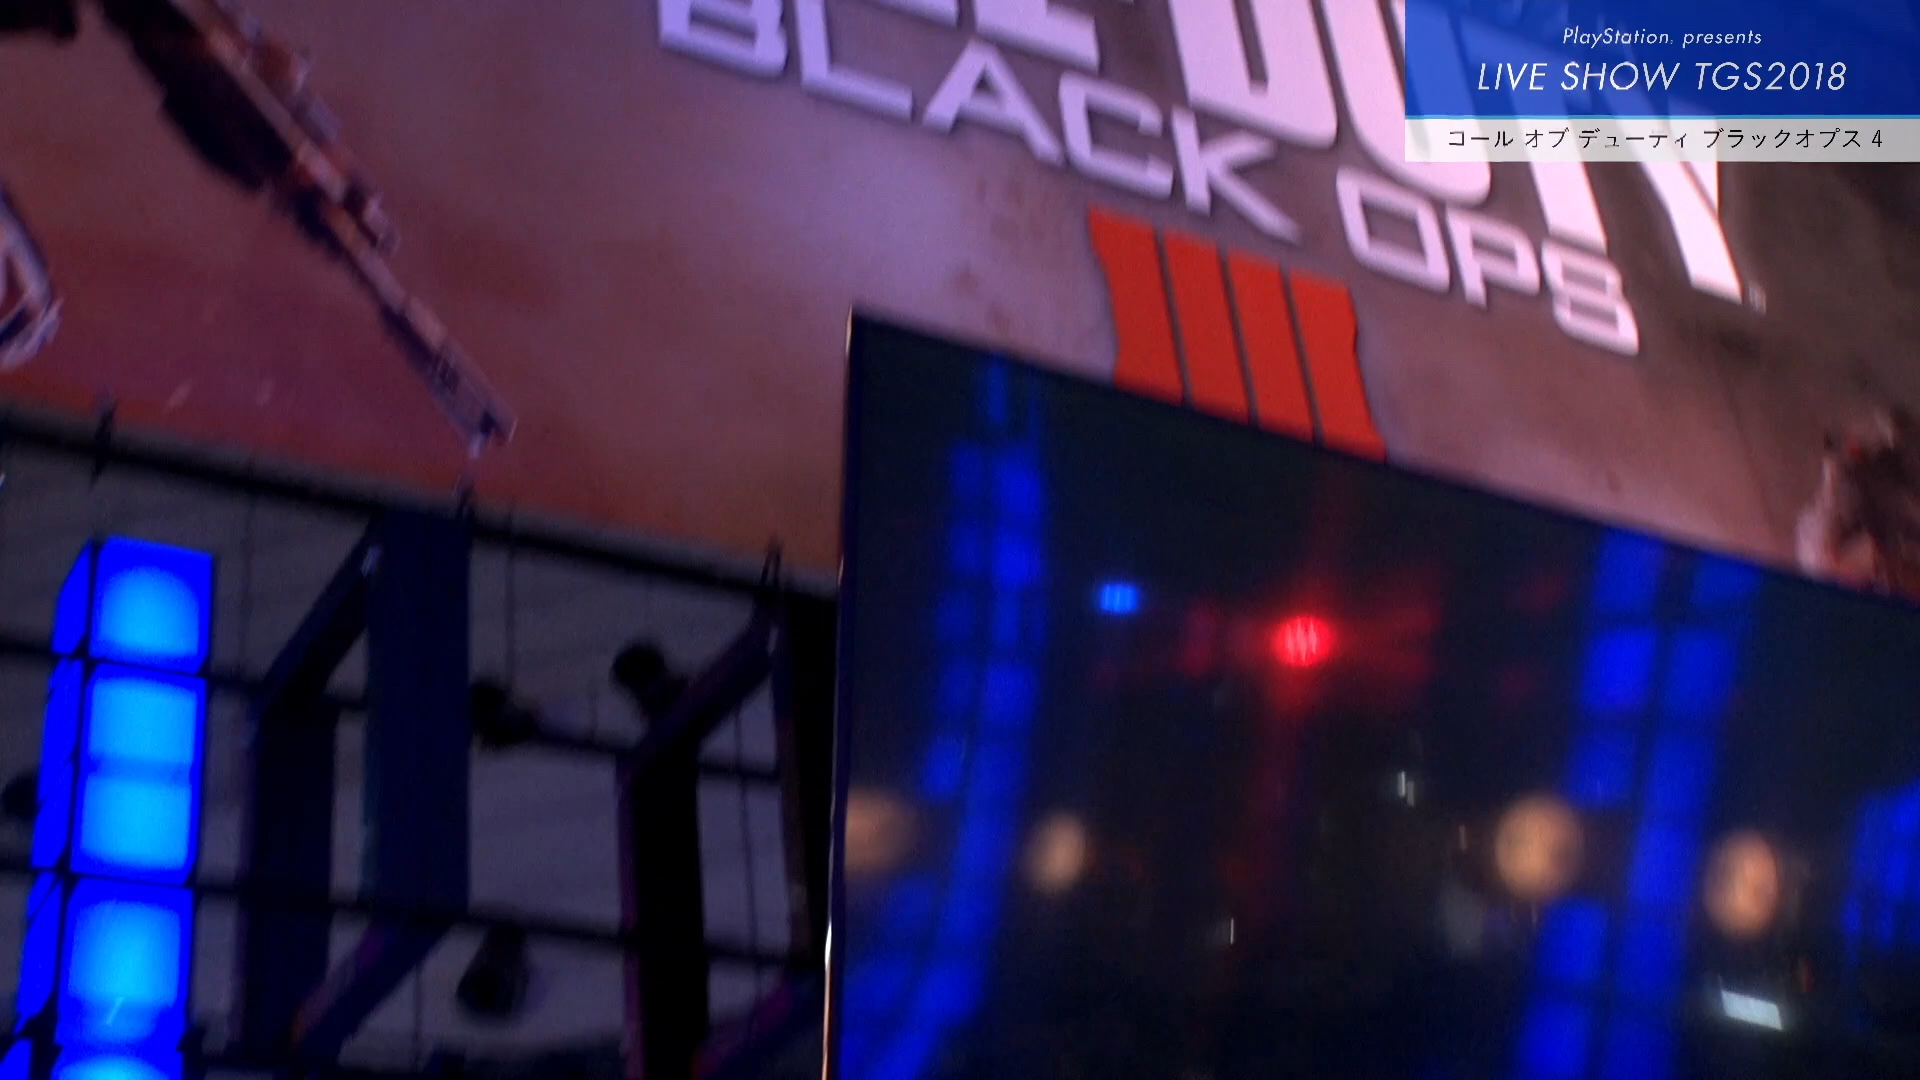 PlayStation. presents
LIVE SHOW TGS2018
コール オブ デューティ ブラックオプス 4
BLACK OPS
IIII